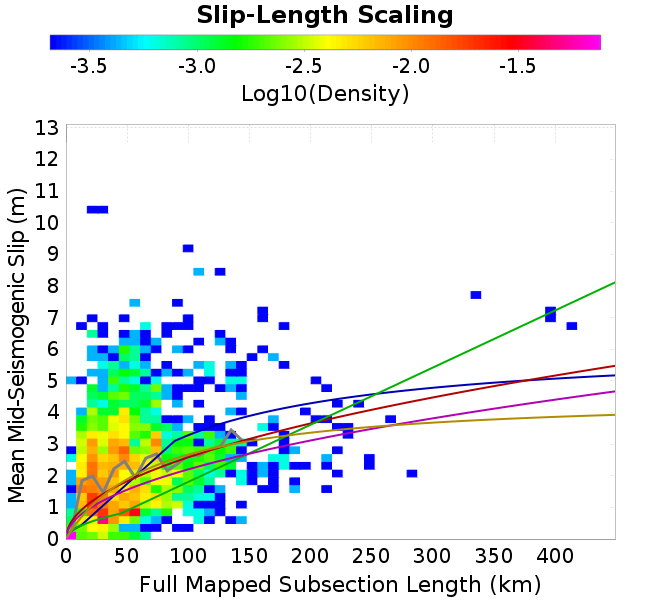 Slip-Length Scaling
-3.5 -3.0 -2.5 -2.0 -1.5
Log10(Density)
13
12
11
10
9
8
7
6
5
4
3
2
1
0
Mean Mid-Seismogenic Slip (m)
0 50 100 150 200 250 300 350 400
Full Mapped Subsection Length (km)